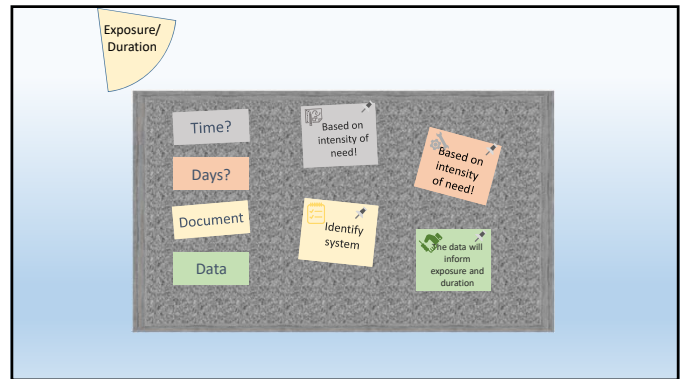 Exposure/
Duration
Time?
Days?
Document
Data
Based on
intensity of
need!
Based on
intensity
of need!
Identify
system
The data will
inform
exposure and
duration